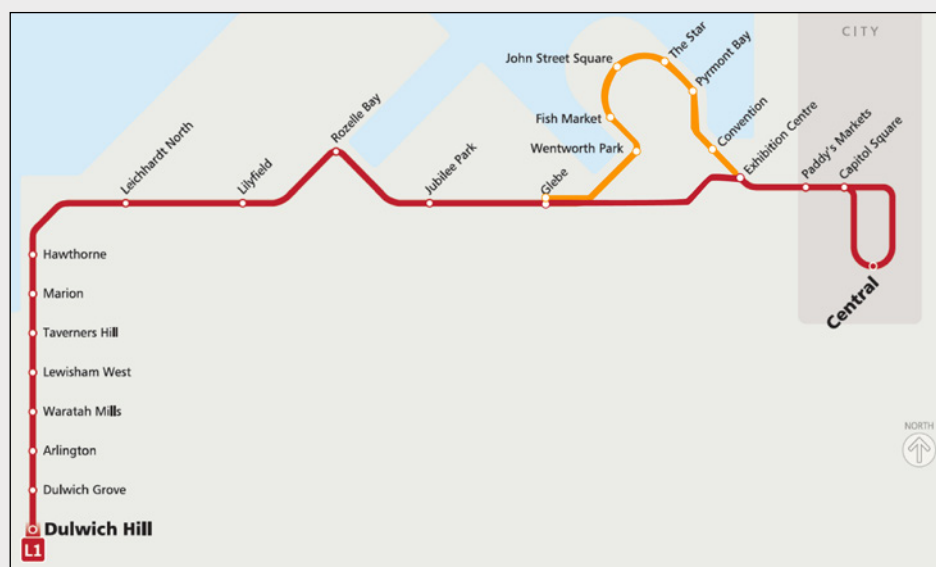 CITY
The Star
John Street Square
Pyrmont Bay
Fish Market
Convention
Wentworth Park
Exhibition Centre
Paddy's Markets
Capitol Square
Central
Glebe
Jubilee Park
Rozelle Bay
Lilyfield
Leichhardt North
Hawthorne
Marion
Taverners Hill
Lewisham West
Waratah Mills
Arlington
Dulwich Grove
Dulwich Hill
L1
NORTH